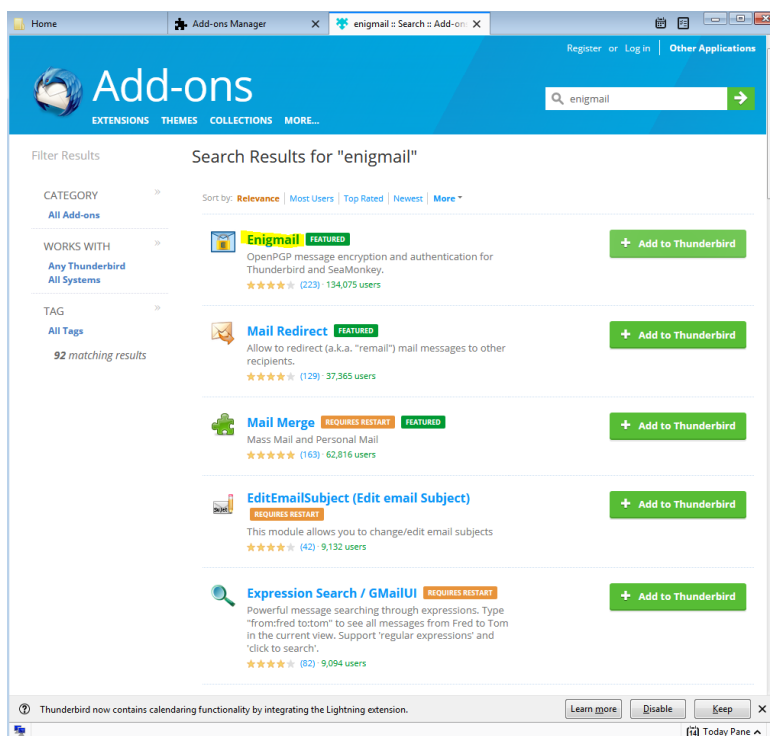 Home
Add-ons Manager
enigmail :: Search :: Add-on
Register or Log in | Other Applications
Add-ons
enigmail
EXTENSIONS THEMES COLLECTIONS MORE...
Filter Results
CATEGORY »
All Add-ons
WORKS WITH »
Any Thunderbird
All Systems
TAG »
All Tags
92 matching results
Search Results for "enigmail"
Sort by: Relevance | Most Users | Top Rated | Newest | More
Enigmail FEATURED
OpenPGP message encryption and authentication for
Thunderbird and SeaMonkey.
(223) · 134,075 users
+ Add to Thunderbird
Mail Redirect FEATURED
Allow to redirect (a.k.a. "remail") mail messages to other
recipients.
(129) · 37,365 users
+ Add to Thunderbird
Mail Merge REQUIRES RESTART FEATURED
Mass Mail and Personal Mail
(163) · 62,816 users
+ Add to Thunderbird
EditEmailSubject (Edit email Subject)
REQUIRES RESTART
This module allows you to change/edit email subjects
(42) · 9,132 users
+ Add to Thunderbird
Expression Search / GMailUI REQUIRES RESTART
Powerful message searching through expressions. Type
"from:fred to:tom" to see all messages from Fred to Tom
in the current view. Support 'regular expressions' and
'click to search'.
(82) · 9,094 users
+ Add to Thunderbird
Thunderbird now contains calendaring functionality by integrating the Lightning extension.
Learn more
Disable
Keep
14 Today Pane